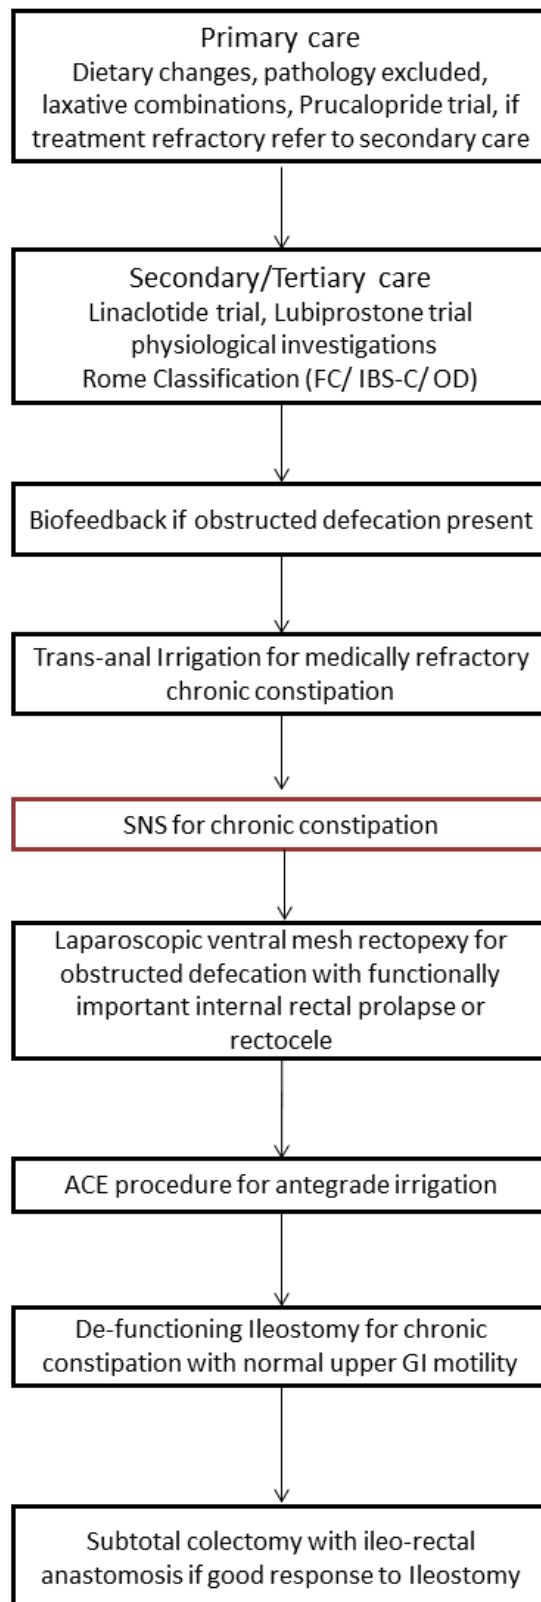 Primary care
Dietary changes, pathology excluded,
laxative combinations, Prucalopride trial, if
treatment refractory refer to secondary care
Secondary/Tertiary care
Linaclotide trial, Lubiprostone trial
physiological investigations
Rome Classification (FC/ IBS-C/ OD)
Biofeedback if obstructed defecation present
Trans-anal Irrigation for medically refractory
chronic constipation
SNS for chronic constipation
Laparoscopic ventral mesh rectopexy for
obstructed defecation with functionally
important internal rectal prolapse or
rectocele
ACE procedure for antegrade irrigation
De-functioning Ileostomy for chronic
constipation with normal upper GI motility
Subtotal colectomy with ileo-rectal
anastomosis if good response to Ileostomy